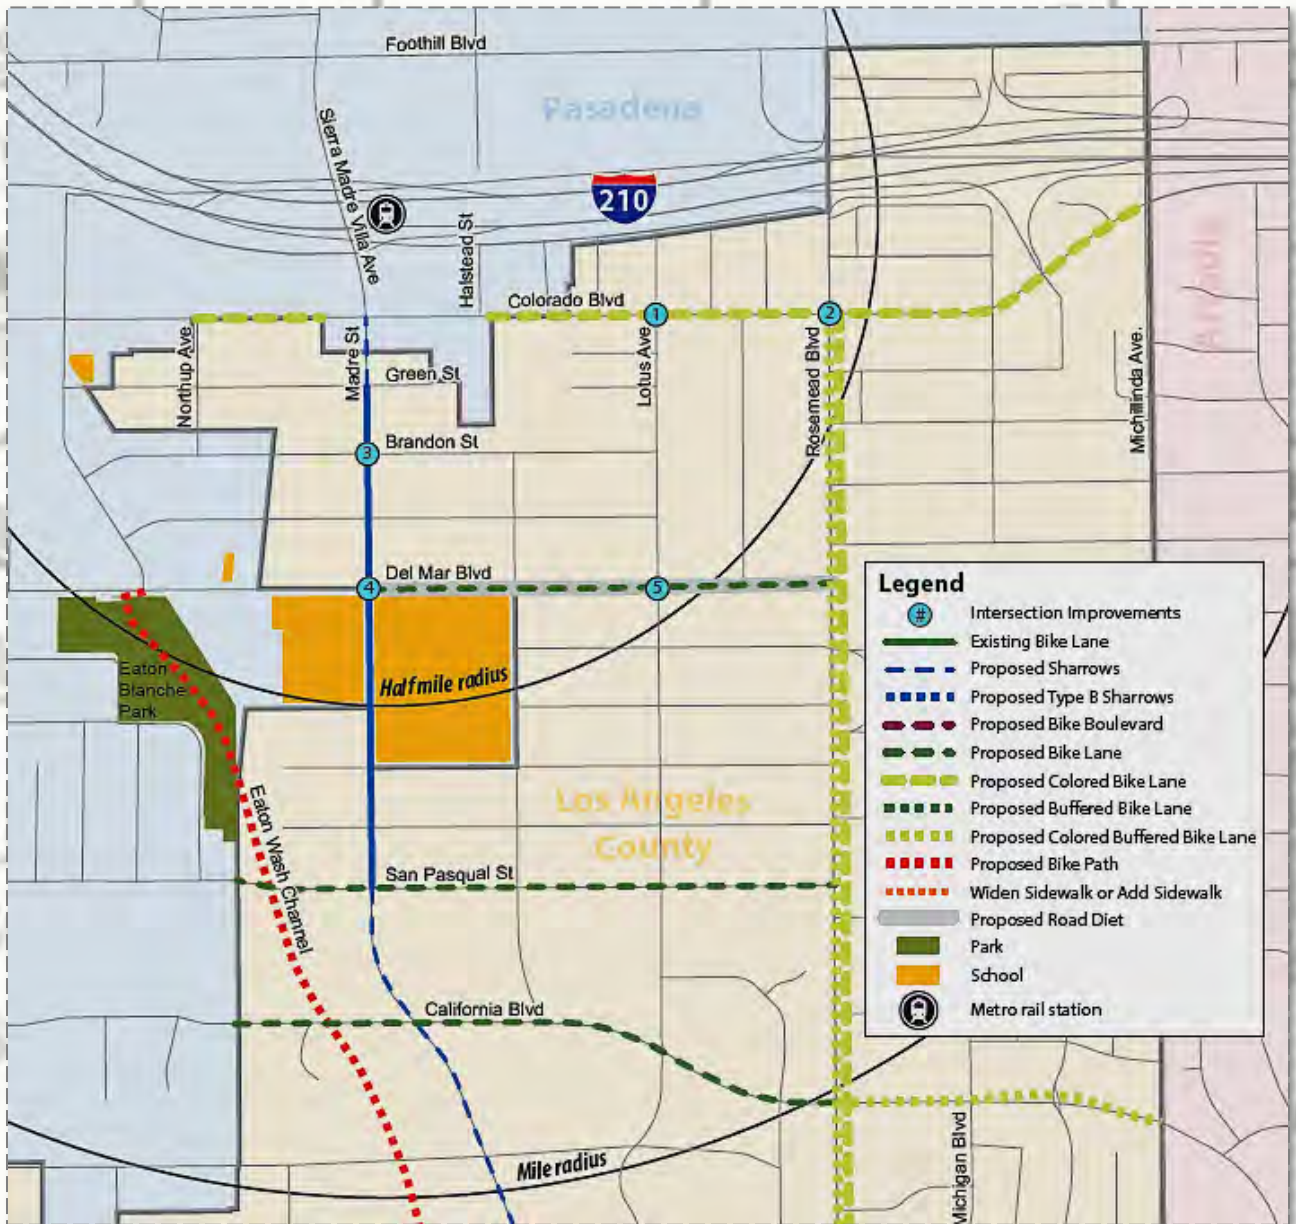 Foothill Blvd
Pasadena
Sierra Madre Villa Ave
210
Halstead St
Colorado Blvd
1
2
Northup Ave
Madre St
Green St
Lotus Ave
Rosemead Blvd
Michillinda Ave.
Arcadia
Brandon St
3
Del Mar Blvd
4
5
Half mile radius
Eaton
Blanche
Park
Eaton Wash Channel
Los Angeles
County
San Pasqual St
California Blvd
Mile radius
Michigan Blvd
Legend
# Intersection Improvements
Existing Bike Lane
Proposed Sharrows
Proposed Type B Sharrows
Proposed Bike Boulevard
Proposed Bike Lane
Proposed Colored Bike Lane
Proposed Buffered Bike Lane
Proposed Colored Buffered Bike Lane
Proposed Bike Path
Widen Sidewalk or Add Sidewalk
Proposed Road Diet
Park
School
Metro rail station